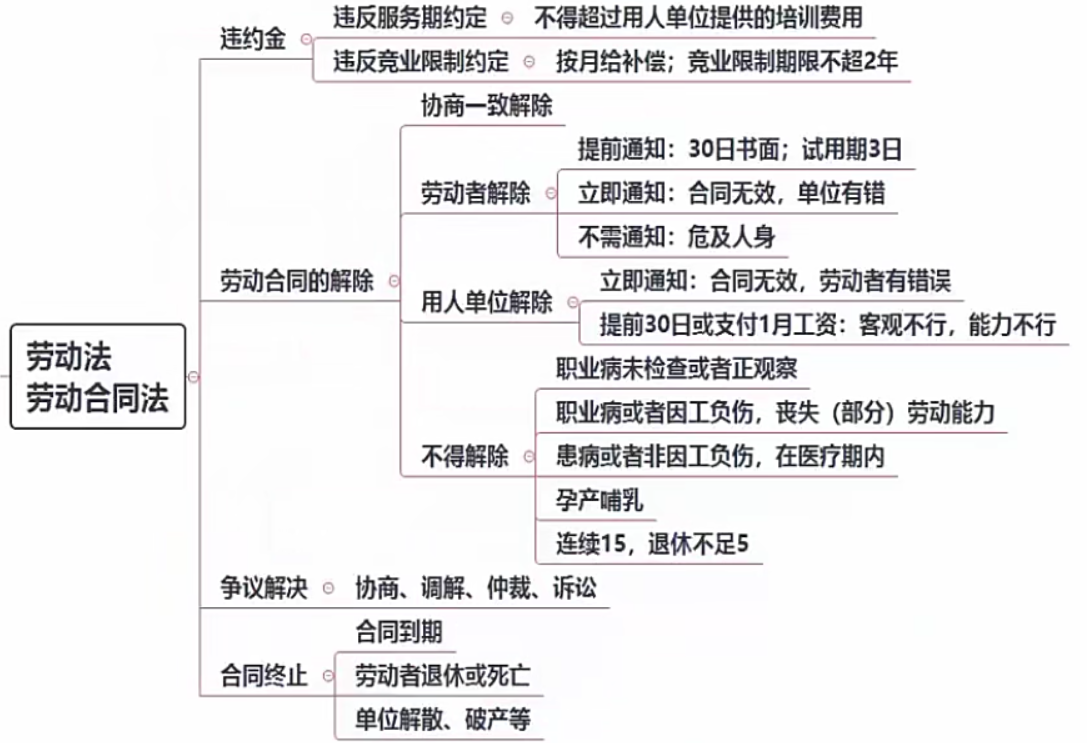 违约金
违反服务期约定
不得超过用人单位提供的培训费用
违反竞业限制约定
按月给补偿；竞业限制期限不超2年
协商一致解除
提前通知：30日书面；试用期3日
劳动者解除
立即通知：合同无效，单位有错
不需通知：危及人身
劳动合同的解除
用人单位解除
立即通知：合同无效，劳动者有错误
提前30日或支付1月工资：客观不行，能力不行
劳动法
劳动合同法
职业病未检查或者正观察
职业病或者因工负伤，丧失（部分）劳动能力
不得解除
患病或者非因工负伤，在医疗期内
孕产哺乳
连续15，退休不足5
争议解决
协商、调解、仲裁、诉讼
合同到期
合同终止
劳动者退休或死亡
单位解散、破产等